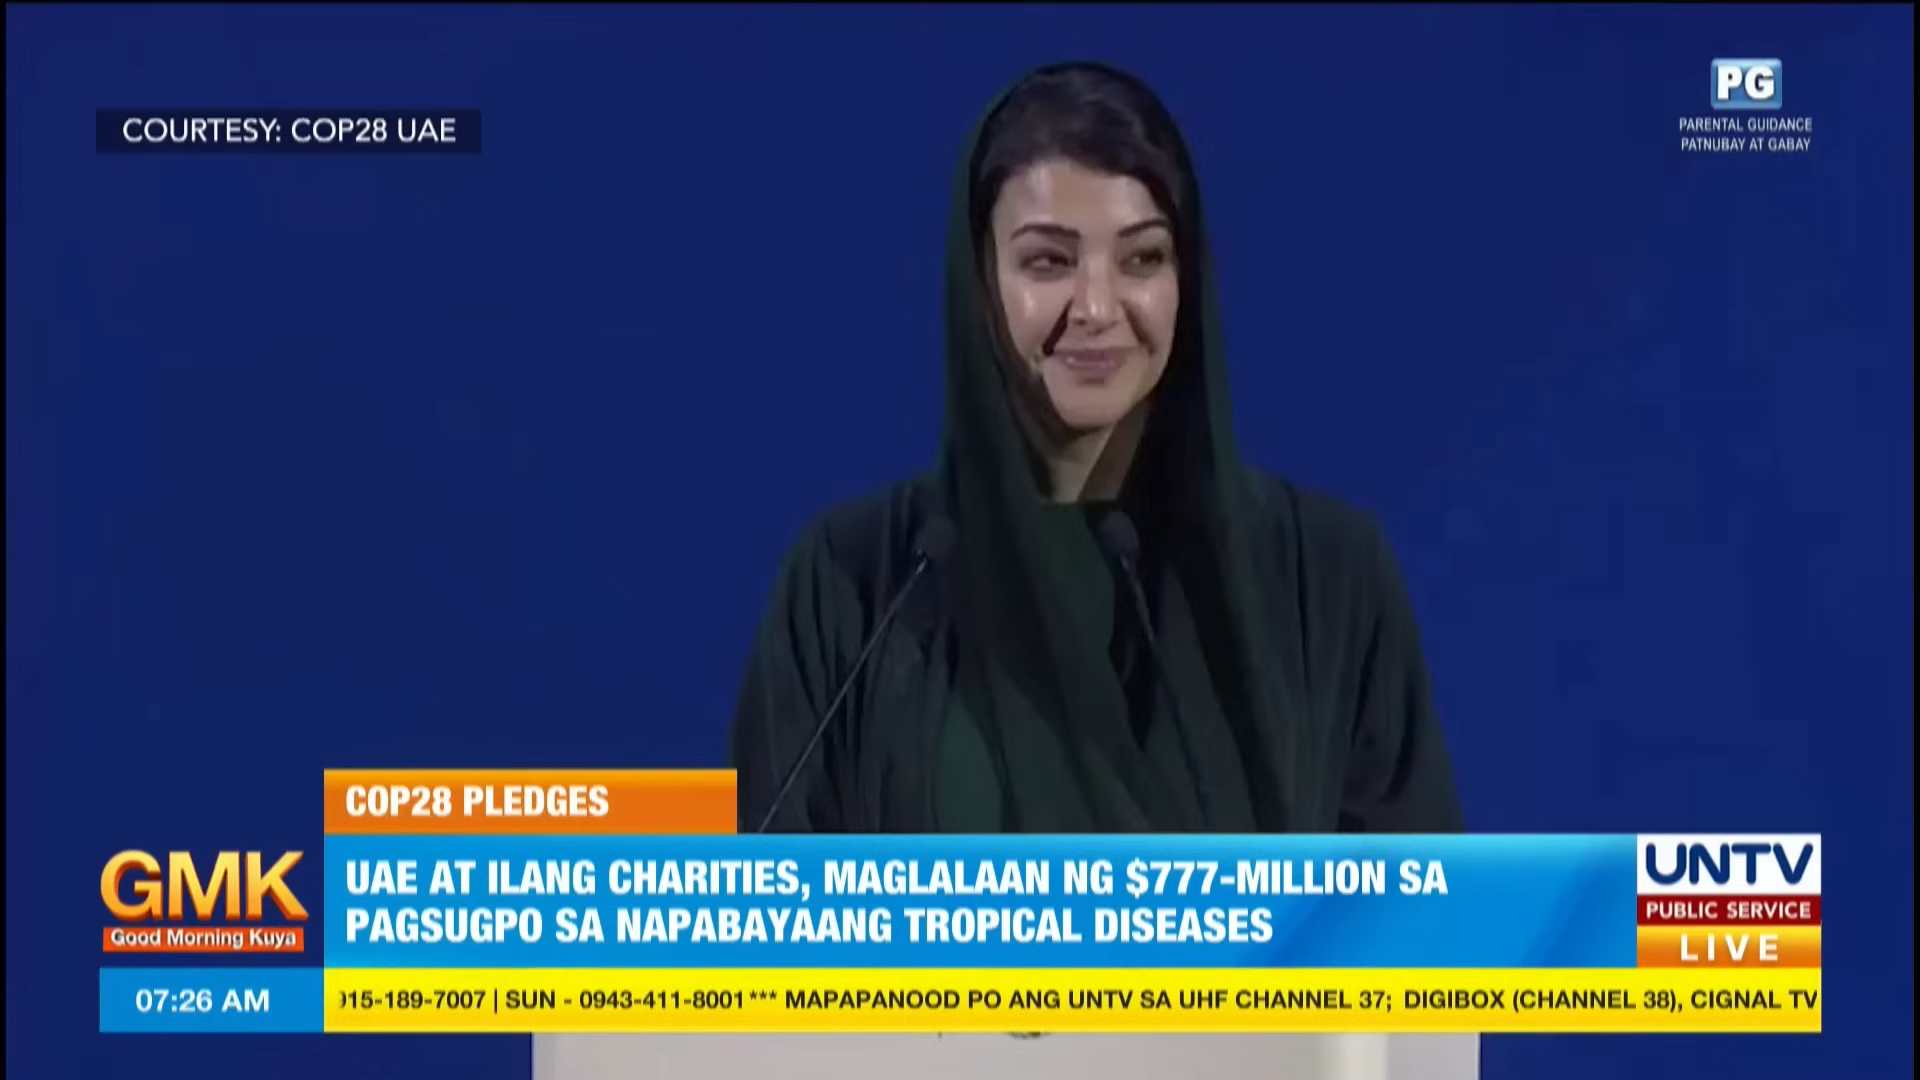 COURTESY: COP28 UAE
PG
PARENTAL GUIDANCE
PATNUBAY AT GABAY
COP28 PLEDGES
UAE AT ILANG CHARITIES, MAGLALAAN NG $777-MILLION SA
PAGSUGPO SA NAPABAYAANG TROPICAL DISEASES
GMK
Good Morning Kuya
UNTV
PUBLIC SERVICE
LIVE
07:26 AM
15-189-7007 | SUN - 0943-411-8001 *** MAPAPANOOD PO ANG UNTV SA UHF CHANNEL 37; DIGIBOX (CHANNEL 38), CIGNAL TV